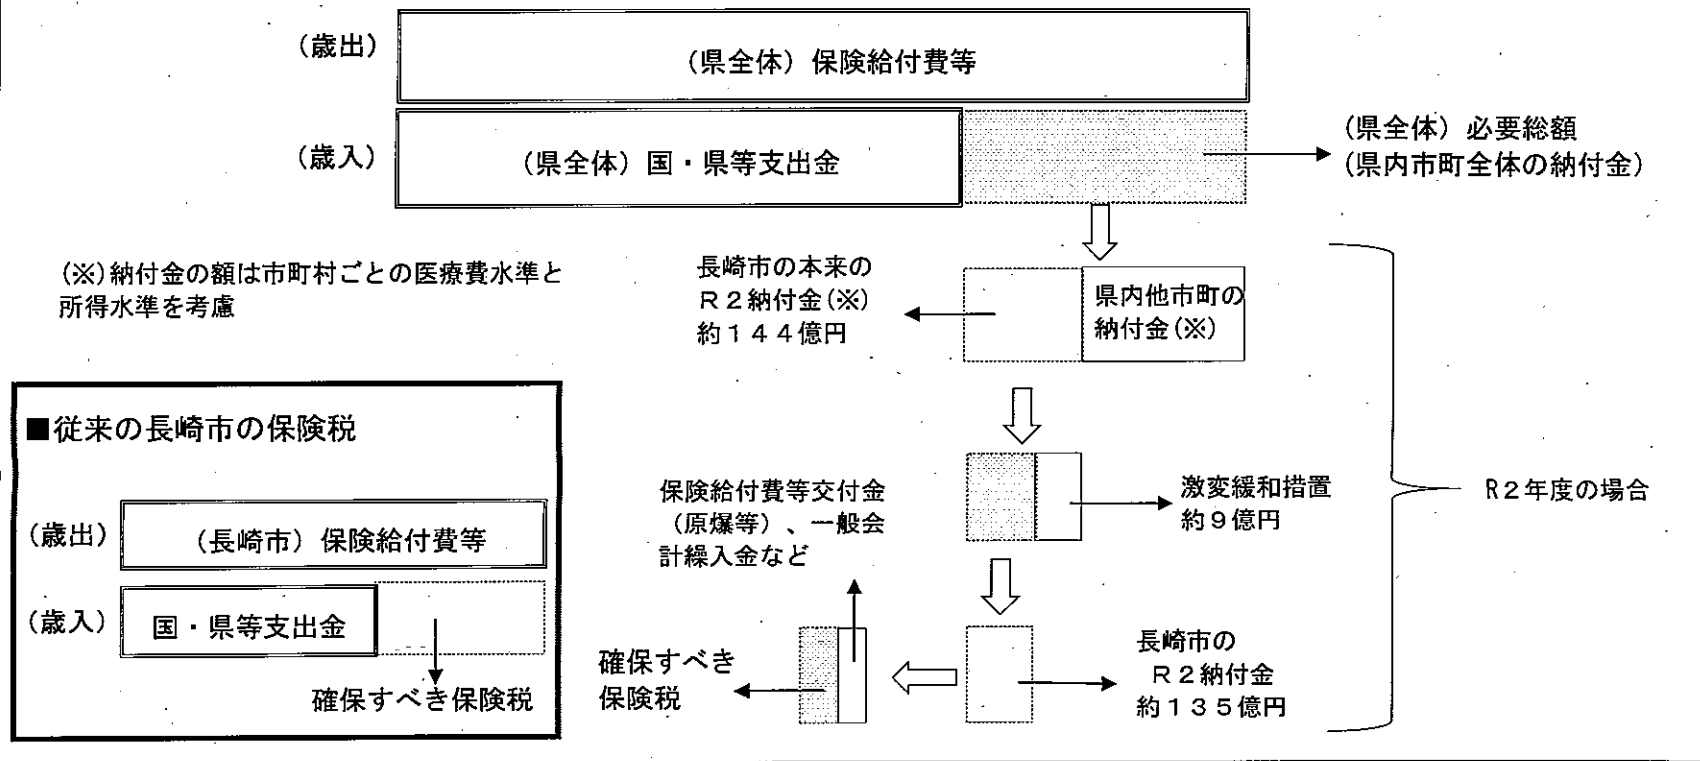 (歳出)
(県全体)保険給付費等
(歳入)
(県全体)国・県等支出金
(県全体)必要総額
(県内市町全体の納付金)
(※)納付金の額は市町村ごとの医療費水準と
所得水準を考慮
長崎市の本来の
R2納付金(※)
約144億円
県内他市町の
納付金(※)
激変緩和措置
約9億円
R2年度の場合
保険給付費等交付金
(原爆等)、一般会
計繰入金など
確保すべき
保険税
長崎市の
R2納付金
約135億円
■従来の長崎市の保険税
(歳出)
(長崎市)保険給付費等
(歳入)
国・県等支出金
確保すべき保険税